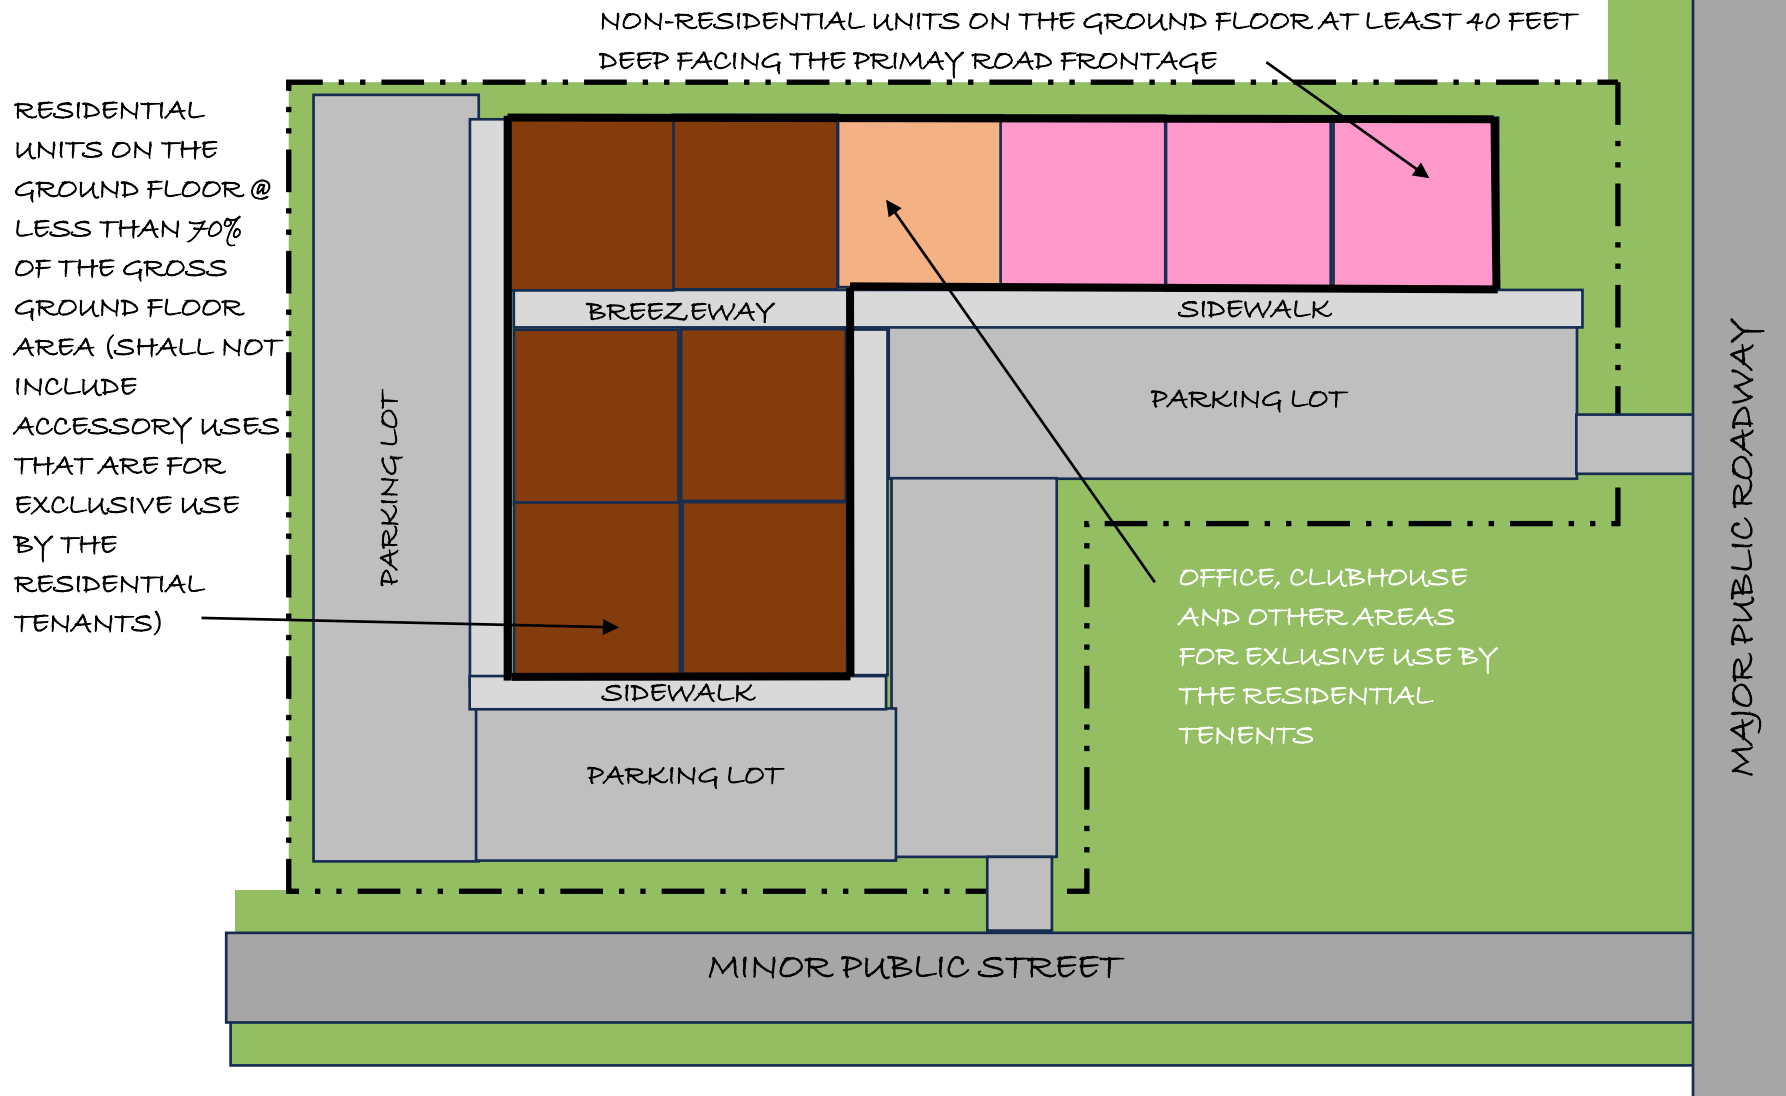 NON-RESIDENTIAL UNITS ON THE GROUND FLOOR AT LEAST 40 FEET
DEEP FACING THE PRIMAY ROAD FRONTAGE
RESIDENTIAL
UNITS ON THE
GROUND FLOOR @
LESS THAN 70%
OF THE GROSS
GROUND FLOOR
AREA (SHALL NOT
INCLUDE
ACCESSORY USES
THAT ARE FOR
EXCLUSIVE USE
BY THE
RESIDENTIAL
TENANTS)
BREEZEWAY
SIDEWALK
PARKING LOT
PARKING LOT
MAJOR PUBLIC ROADWAY
OFFICE, CLUBHOUSE
AND OTHER AREAS
FOR EXLUSIVE USE BY
THE RESIDENTIAL
TENENTS
SIDEWALK
PARKING LOT
MINOR PUBLIC STREET